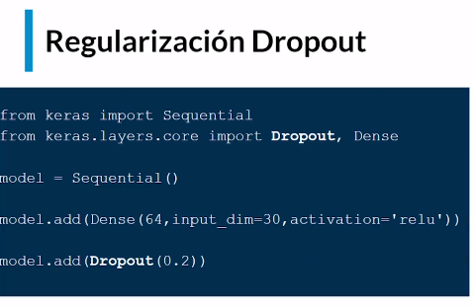 Regularización Dropout
from keras import Sequential
from keras.layers.core import Dropout, Dense
model = Sequential()
model.add(Dense(64,input_dim=30,activation='relu'))
model.add(Dropout(0.2))